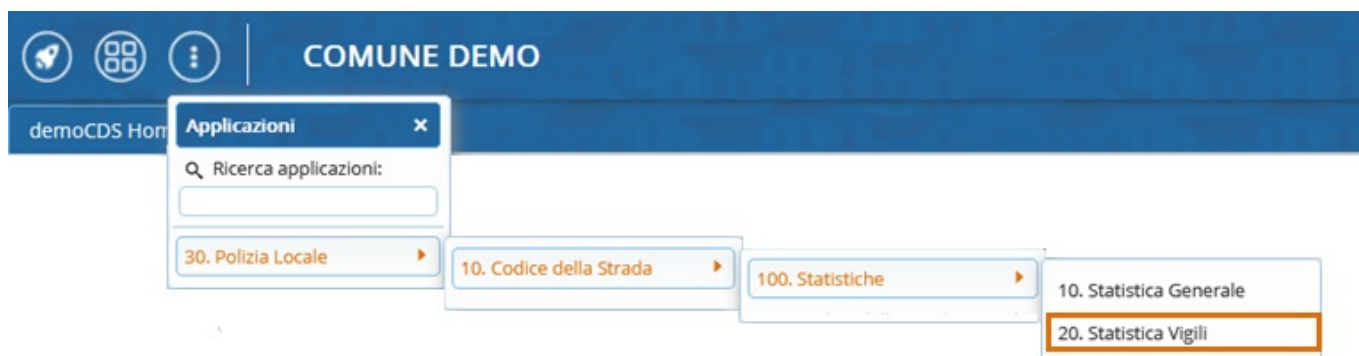 COMUNE DEMO
demoCDS Hom
Applicazioni ×
Ricerca applicazioni:
30. Polizia Locale
10. Codice della Strada
100. Statistiche
10. Statistica Generale
20. Statistica Vigili